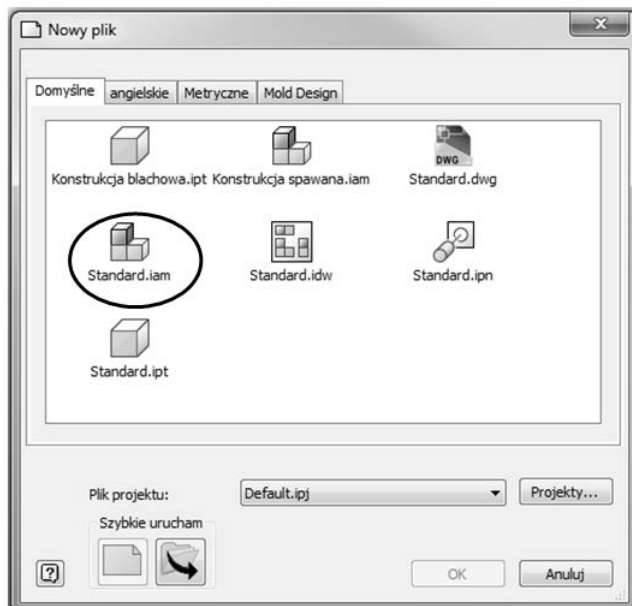 Nowy plik
Domyślne angielskie Metryczne Mold Design
DWG
Konstrukcja blachowa.ipt Konstrukcja spawana.iam Standard.dwg
Standard.iam Standard.idw Standard.ipn
Standard.ipt
Plik projektu: Default.ipj Projekty...
Szybkie urucham
OK Anuluj